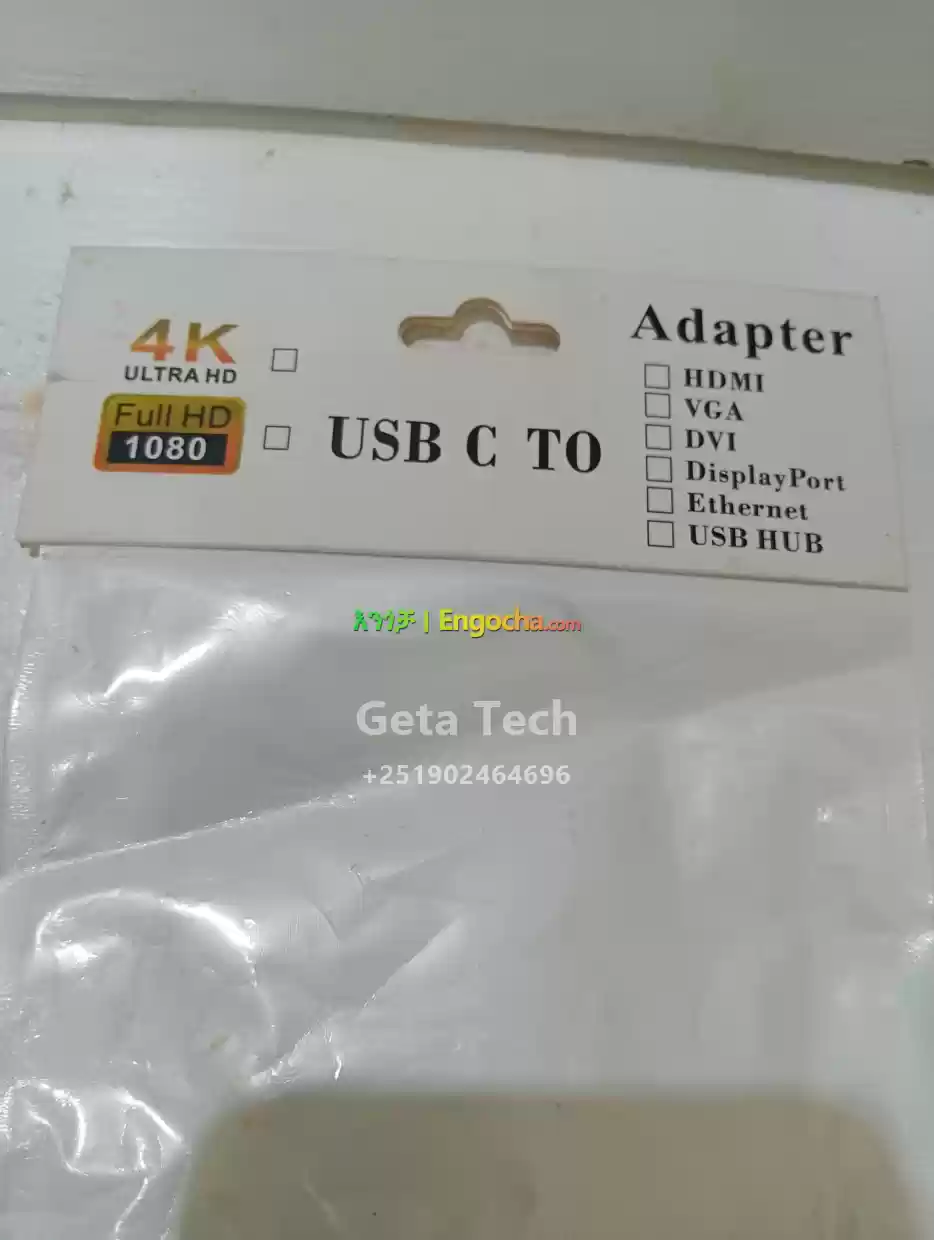 4K
ULTRA HD
Full HD
1080
USB C TO
Adapter
HDMI
VGA
DVI
DisplayPort
Ethernet
USB HUB
እንጎቻ | Engocha.com
Geta Tech
+251902464696